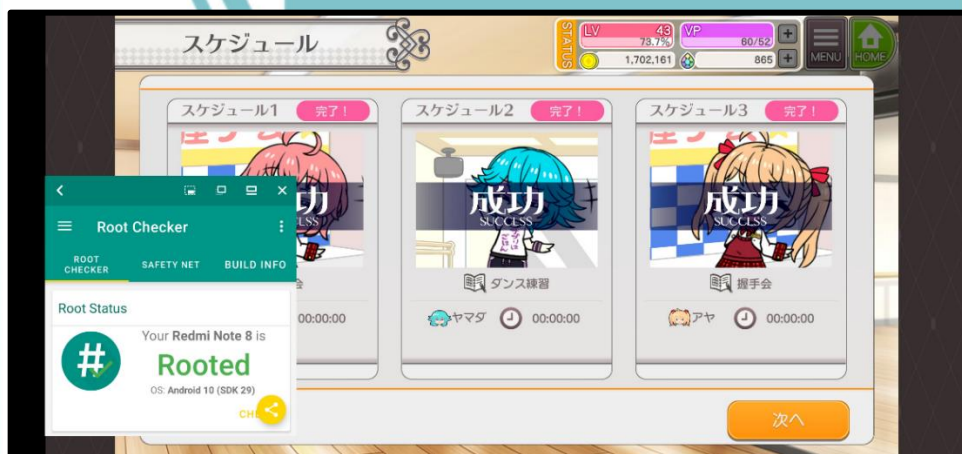 スケジュール
STATUS
LV 43
73.7%
VP
60/52
1,702,161
865
MENU
HOME
スケジュール1 完了！
スケジュール2 完了！
スケジュール3 完了！
成功
SUCCESS
成功
SUCCESS
ダンス練習
握手会
00:00:00
ヤマダ 00:00:00
アヤ 00:00:00
次へ
Root Checker
ROOT
CHECKER
SAFETY NET
BUILD INFO
Root Status
Your Redmi Note 8 is
Rooted
OS: Android 10 (SDK 29)